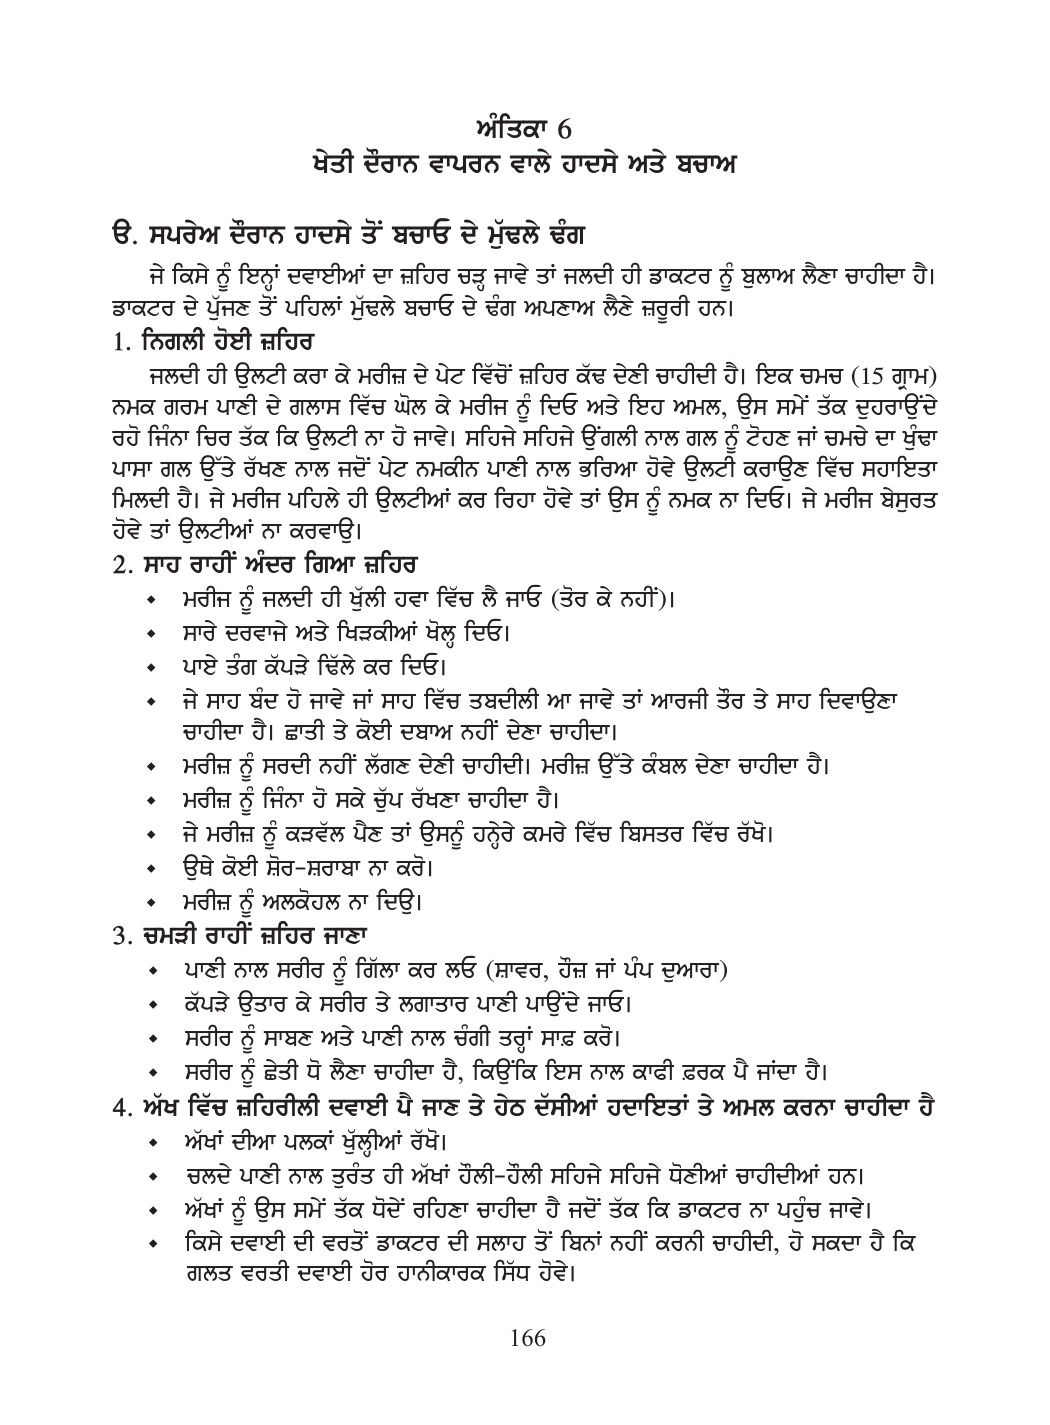 ਅੰਤਿਕਾ 6
ਖੇਤੀ ਦੌਰਾਨ ਵਾਪਰਨ ਵਾਲੇ ਹਾਦਸੇ ਅਤੇ ਬਚਾਅ
ੳ. ਸਪਰੇਅ ਦੌਰਾਨ ਹਾਦਸੇ ਤੋਂ ਬਚਾਓ ਦੇ ਮੁੱਢਲੇ ਢੰਗ
ਜੇ ਕਿਸੇ ਨੂੰ ਇਨ੍ਹਾਂ ਦਵਾਈਆਂ ਦਾ ਜ਼ਹਿਰ ਚੜ੍ਹ ਜਾਵੇ ਤਾਂ ਜਲਦੀ ਹੀ ਡਾਕਟਰ ਨੂੰ ਬੁਲਾਅ ਲੈਣਾ ਚਾਹੀਦਾ ਹੈ।
ਡਾਕਟਰ ਦੇ ਪੁੱਜਣ ਤੋਂ ਪਹਿਲਾਂ ਮੁੱਢਲੇ ਬਚਾਓ ਦੇ ਢੰਗ ਅਪਣਾਅ ਲੈਣੇ ਜ਼ਰੂਰੀ ਹਨ।
1. ਨਿਗਲੀ ਹੋਈ ਜ਼ਹਿਰ
ਜਲਦੀ ਹੀ ਉਲਟੀ ਕਰਾ ਕੇ ਮਰੀਜ਼ ਦੇ ਪੇਟ ਵਿੱਚੋਂ ਜ਼ਹਿਰ ਕੱਢ ਦੇਣੀ ਚਾਹੀਦੀ ਹੈ। ਇਕ ਚਮਚ (15 ਗ੍ਰਾਮ)
ਨਮਕ ਗਰਮ ਪਾਣੀ ਦੇ ਗਲਾਸ ਵਿੱਚ ਘੋਲ ਕੇ ਮਰੀਜ ਨੂੰ ਦਿਓ ਅਤੇ ਇਹ ਅਮਲ, ਉਸ ਸਮੇਂ ਤੱਕ ਦੁਹਰਾਉਂਦੇ
ਰਹੋ ਜਿੰਨਾ ਚਿਰ ਤੱਕ ਕਿ ਉਲਟੀ ਨਾ ਹੋ ਜਾਵੇ। ਸਹਿਜੇ ਸਹਿਜੇ ਉਂਗਲੀ ਨਾਲ ਗਲ ਨੂੰ ਟੋਹਣ ਜਾਂ ਚਮਚੇ ਦਾ ਖੁੰਢਾ
ਪਾਸਾ ਗਲ ਉੱਤੇ ਰੱਖਣ ਨਾਲ ਜਦੋਂ ਪੇਟ ਨਮਕੀਨ ਪਾਣੀ ਨਾਲ ਭਰਿਆ ਹੋਵੇ ਉਲਟੀ ਕਰਾਉਣ ਵਿੱਚ ਸਹਾਇਤਾ
ਮਿਲਦੀ ਹੈ। ਜੇ ਮਰੀਜ ਪਹਿਲੇ ਹੀ ਉਲਟੀਆਂ ਕਰ ਰਿਹਾ ਹੋਵੇ ਤਾਂ ਉਸ ਨੂੰ ਨਮਕ ਨਾ ਦਿਓ। ਜੇ ਮਰੀਜ ਬੇਸੁਰਤ
ਹੋਵੇ ਤਾਂ ਉਲਟੀਆਂ ਨਾ ਕਰਵਾਉ।
2. ਸਾਹ ਰਾਹੀਂ ਅੰਦਰ ਗਿਆ ਜ਼ਹਿਰ
⬩ ਮਰੀਜ ਨੂੰ ਜਲਦੀ ਹੀ ਖੁੱਲੀ ਹਵਾ ਵਿੱਚ ਲੈ ਜਾਓ (ਤੋਰ ਕੇ ਨਹੀਂ)।
⬩ ਸਾਰੇ ਦਰਵਾਜੇ ਅਤੇ ਖਿੜਕੀਆਂ ਖੋਲ੍ਹ ਦਿਓ।
⬩ ਪਾਏ ਤੰਗ ਕੱਪੜੇ ਢਿੱਲੇ ਕਰ ਦਿਓ।
⬩ ਜੇ ਸਾਹ ਬੰਦ ਹੋ ਜਾਵੇ ਜਾਂ ਸਾਹ ਵਿੱਚ ਤਬਦੀਲੀ ਆ ਜਾਵੇ ਤਾਂ ਆਰਜੀ ਤੌਰ ਤੇ ਸਾਹ ਦਿਵਾਉਣਾ
ਚਾਹੀਦਾ ਹੈ। ਛਾਤੀ ਤੇ ਕੋਈ ਦਬਾਅ ਨਹੀਂ ਦੇਣਾ ਚਾਹੀਦਾ।
⬩ ਮਰੀਜ਼ ਨੂੰ ਸਰਦੀ ਨਹੀਂ ਲੱਗਣ ਦੇਣੀ ਚਾਹੀਦੀ। ਮਰੀਜ਼ ਉੱਤੇ ਕੰਬਲ ਦੇਣਾ ਚਾਹੀਦਾ ਹੈ।
⬩ ਮਰੀਜ਼ ਨੂੰ ਜਿੰਨਾ ਹੋ ਸਕੇ ਚੁੱਪ ਰੱਖਣਾ ਚਾਹੀਦਾ ਹੈ।
⬩ ਜੇ ਮਰੀਜ਼ ਨੂੰ ਕੜਵੱਲ ਪੈਣ ਤਾਂ ਉਸਨੂੰ ਹਨ੍ਹੇਰੇ ਕਮਰੇ ਵਿੱਚ ਬਿਸਤਰ ਵਿੱਚ ਰੱਖੋ।
⬩ ਉਥੇ ਕੋਈ ਸ਼ੋਰ-ਸ਼ਰਾਬਾ ਨਾ ਕਰੋ।
⬩ ਮਰੀਜ਼ ਨੂੰ ਅਲਕੋਹਲ ਨਾ ਦਿਉ।
3. ਚਮੜੀ ਰਾਹੀਂ ਜ਼ਹਿਰ ਜਾਣਾ
⬩ ਪਾਣੀ ਨਾਲ ਸਰੀਰ ਨੂੰ ਗਿੱਲਾ ਕਰ ਲਓ (ਸ਼ਾਵਰ, ਹੌਜ਼ ਜਾਂ ਪੰਪ ਦੁਆਰਾ)
⬩ ਕੱਪੜੇ ਉਤਾਰ ਕੇ ਸਰੀਰ ਤੇ ਲਗਾਤਾਰ ਪਾਣੀ ਪਾਉਂਦੇ ਜਾਓ।
⬩ ਸਰੀਰ ਨੂੰ ਸਾਬਣ ਅਤੇ ਪਾਣੀ ਨਾਲ ਚੰਗੀ ਤਰ੍ਹਾਂ ਸਾਫ਼ ਕਰੋ।
⬩ ਸਰੀਰ ਨੂੰ ਛੇਤੀ ਧੋ ਲੈਣਾ ਚਾਹੀਦਾ ਹੈ, ਕਿਉਂਕਿ ਇਸ ਨਾਲ ਕਾਫੀ ਫ਼ਰਕ ਪੈ ਜਾਂਦਾ ਹੈ।
4. ਅੱਖ ਵਿੱਚ ਜ਼ਹਿਰੀਲੀ ਦਵਾਈ ਪੈ ਜਾਣ ਤੇ ਹੇਠ ਦੱਸੀਆਂ ਹਦਾਇਤਾਂ ਤੇ ਅਮਲ ਕਰਨਾ ਚਾਹੀਦਾ ਹੈ
⬩ ਅੱਖਾਂ ਦੀਆ ਪਲਕਾਂ ਖੁੱਲ੍ਹੀਆਂ ਰੱਖੋ।
⬩ ਚਲਦੇ ਪਾਣੀ ਨਾਲ ਤੁਰੰਤ ਹੀ ਅੱਖਾਂ ਹੌਲੀ-ਹੌਲੀ ਸਹਿਜੇ ਸਹਿਜੇ ਧੋਣੀਆਂ ਚਾਹੀਦੀਆਂ ਹਨ।
⬩ ਅੱਖਾਂ ਨੂੰ ਉਸ ਸਮੇਂ ਤੱਕ ਧੋਦੇਂ ਰਹਿਣਾ ਚਾਹੀਦਾ ਹੈ ਜਦੋਂ ਤੱਕ ਕਿ ਡਾਕਟਰ ਨਾ ਪਹੁੰਚ ਜਾਵੇ।
⬩ ਕਿਸੇ ਦਵਾਈ ਦੀ ਵਰਤੋਂ ਡਾਕਟਰ ਦੀ ਸਲਾਹ ਤੋਂ ਬਿਨਾਂ ਨਹੀਂ ਕਰਨੀ ਚਾਹੀਦੀ, ਹੋ ਸਕਦਾ ਹੈ ਕਿ
ਗਲਤ ਵਰਤੀ ਦਵਾਈ ਹੋਰ ਹਾਨੀਕਾਰਕ ਸਿੱਧ ਹੋਵੇ।
166